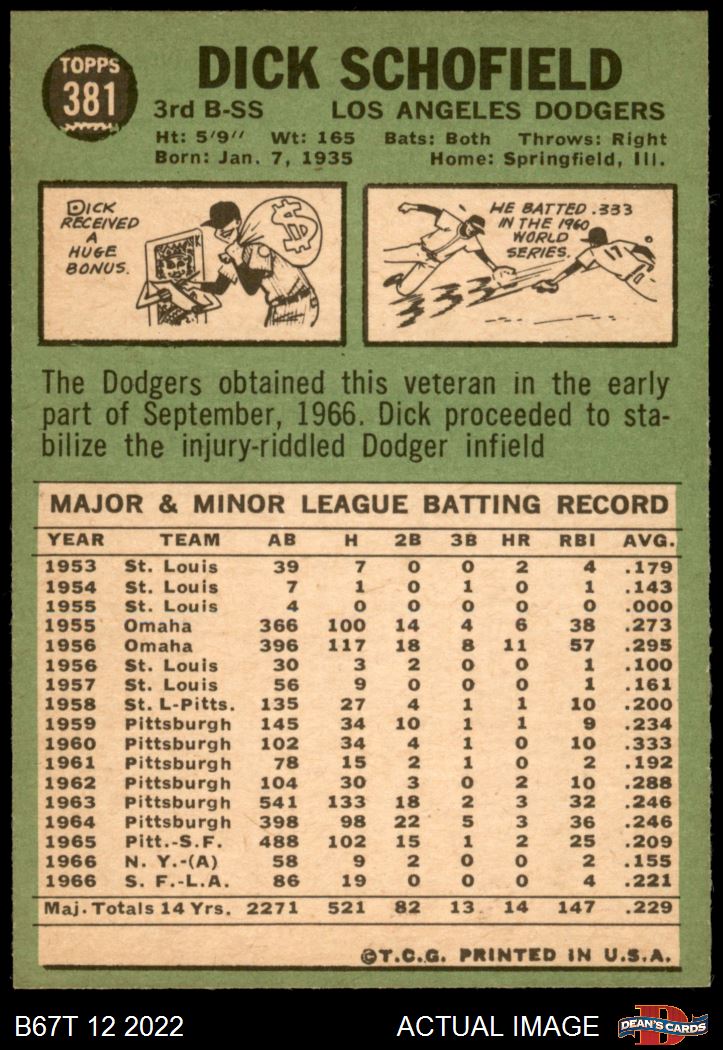 TOPPS
381
DICK SCHOFIELD
3rd B-SS LOS ANGELES DODGERS
Ht: 5'9" Wt: 165 Bats: Both Throws: Right
Born: Jan. 7, 1935 Home: Springfield, Ill.
DICK
RECEIVED
A
HUGE
BONUS.
$
K
HE BATTED .333
IN THE 1960
WORLD
SERIES.
17
The Dodgers obtained this veteran in the early
part of September, 1966. Dick proceeded to sta-
bilize the injury-riddled Dodger infield
MAJOR & MINOR LEAGUE BATTING RECORD
YEAR TEAM AB H 2B 3B HR RBI AVG.
1953 St. Louis 39 7 0 0 2 4 .179
1954 St. Louis 7 1 0 1 0 1 .143
1955 St. Louis 4 0 0 0 0 0 .000
1955 Omaha 366 100 14 4 6 38 .273
1956 Omaha 396 117 18 8 11 57 .295
1956 St. Louis 30 3 2 0 0 1 .100
1957 St. Louis 56 9 0 0 0 1 .161
1958 St. L-Pitts. 135 27 4 1 1 10 .200
1959 Pittsburgh 145 34 10 1 1 9 .234
1960 Pittsburgh 102 34 4 1 0 10 .333
1961 Pittsburgh 78 15 2 1 0 2 .192
1962 Pittsburgh 104 30 3 0 2 10 .288
1963 Pittsburgh 541 133 18 2 3 32 .246
1964 Pittsburgh 398 98 22 5 3 36 .246
1965 Pitt.-S.F. 488 102 15 1 2 25 .209
1966 N. Y.-(A) 58 9 2 0 0 2 .155
1966 S. F.-L.A. 86 19 0 0 0 4 .221
Maj. Totals 14 Yrs. 2271 521 82 13 14 147 .229
©T.C.G. PRINTED IN U.S.A.
B67T 12 2022 ACTUAL IMAGE
D
DEAN'S CARDS